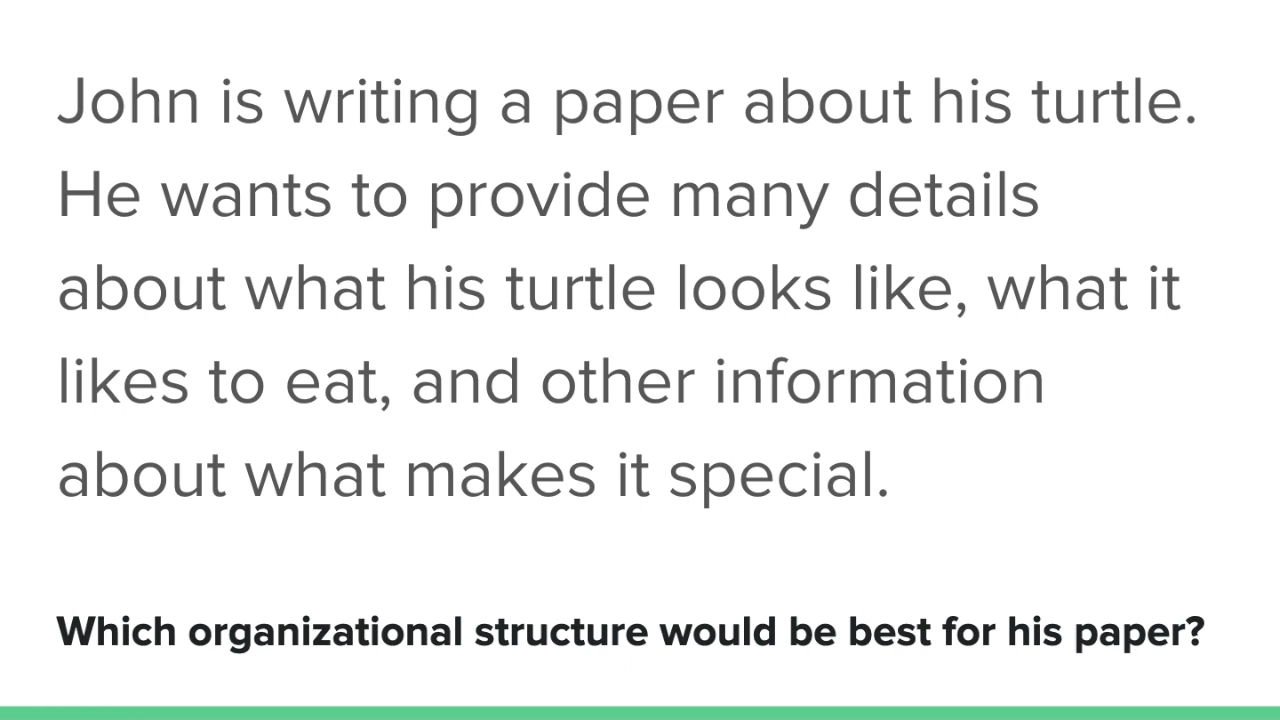 John is writing a paper about his turtle.
He wants to provide many details
about what his turtle looks like, what it
likes to eat, and other information
about what makes it special.
Which organizational structure would be best for his paper?